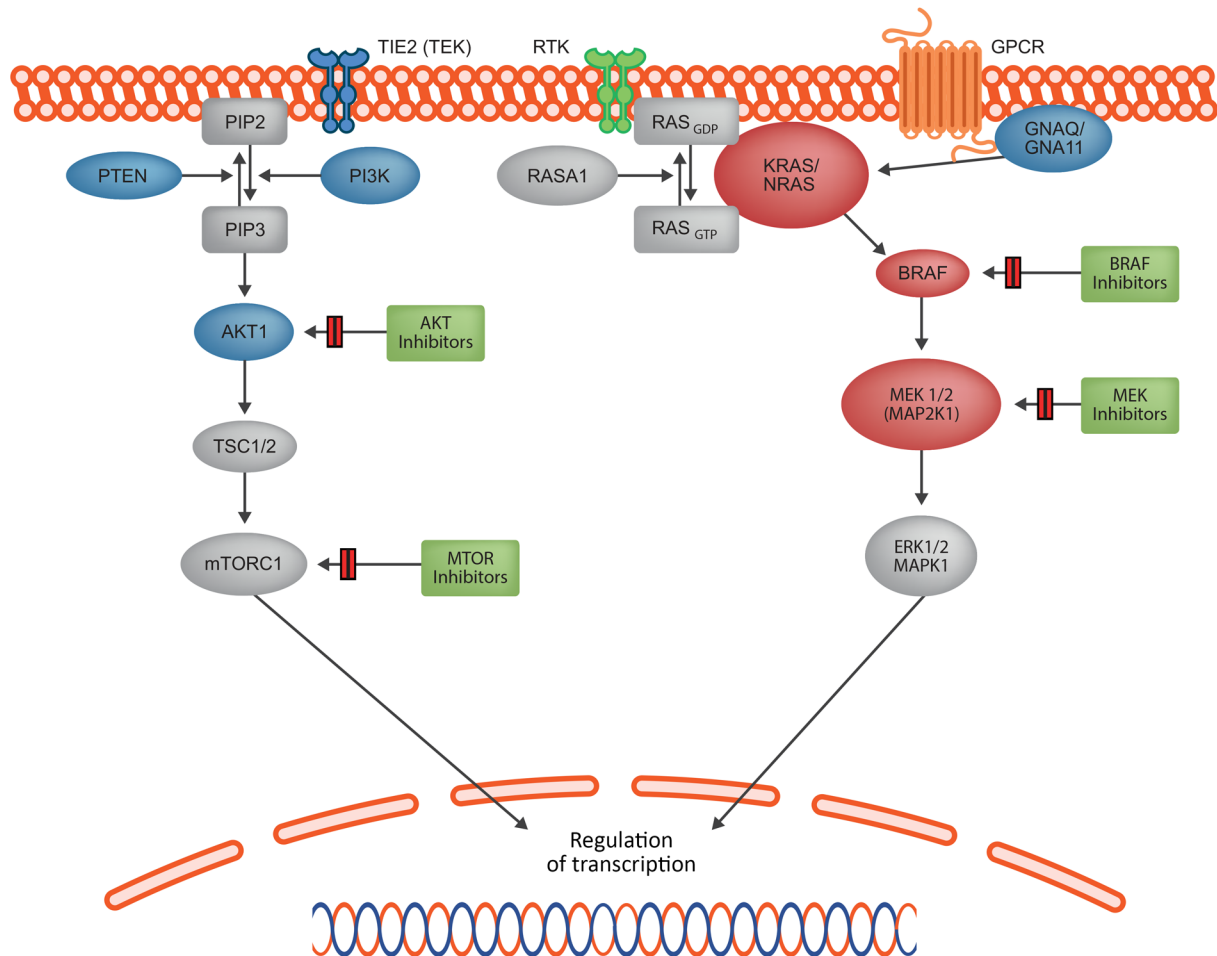 TIE2 (TEK)
RTK
GPCR
PIP2
RAS GDP
GNAQ/
GNA11
PTEN
PI3K
RASA1
KRAS/
NRAS
PIP3
RAS GTP
BRAF
BRAF
Inhibitors
AKT1
AKT
Inhibitors
MEK 1/2
(MAP2K1)
MEK
Inhibitors
TSC1/2
mTORC1
MTOR
Inhibitors
ERK1/2
MAPK1
Regulation
of transcription